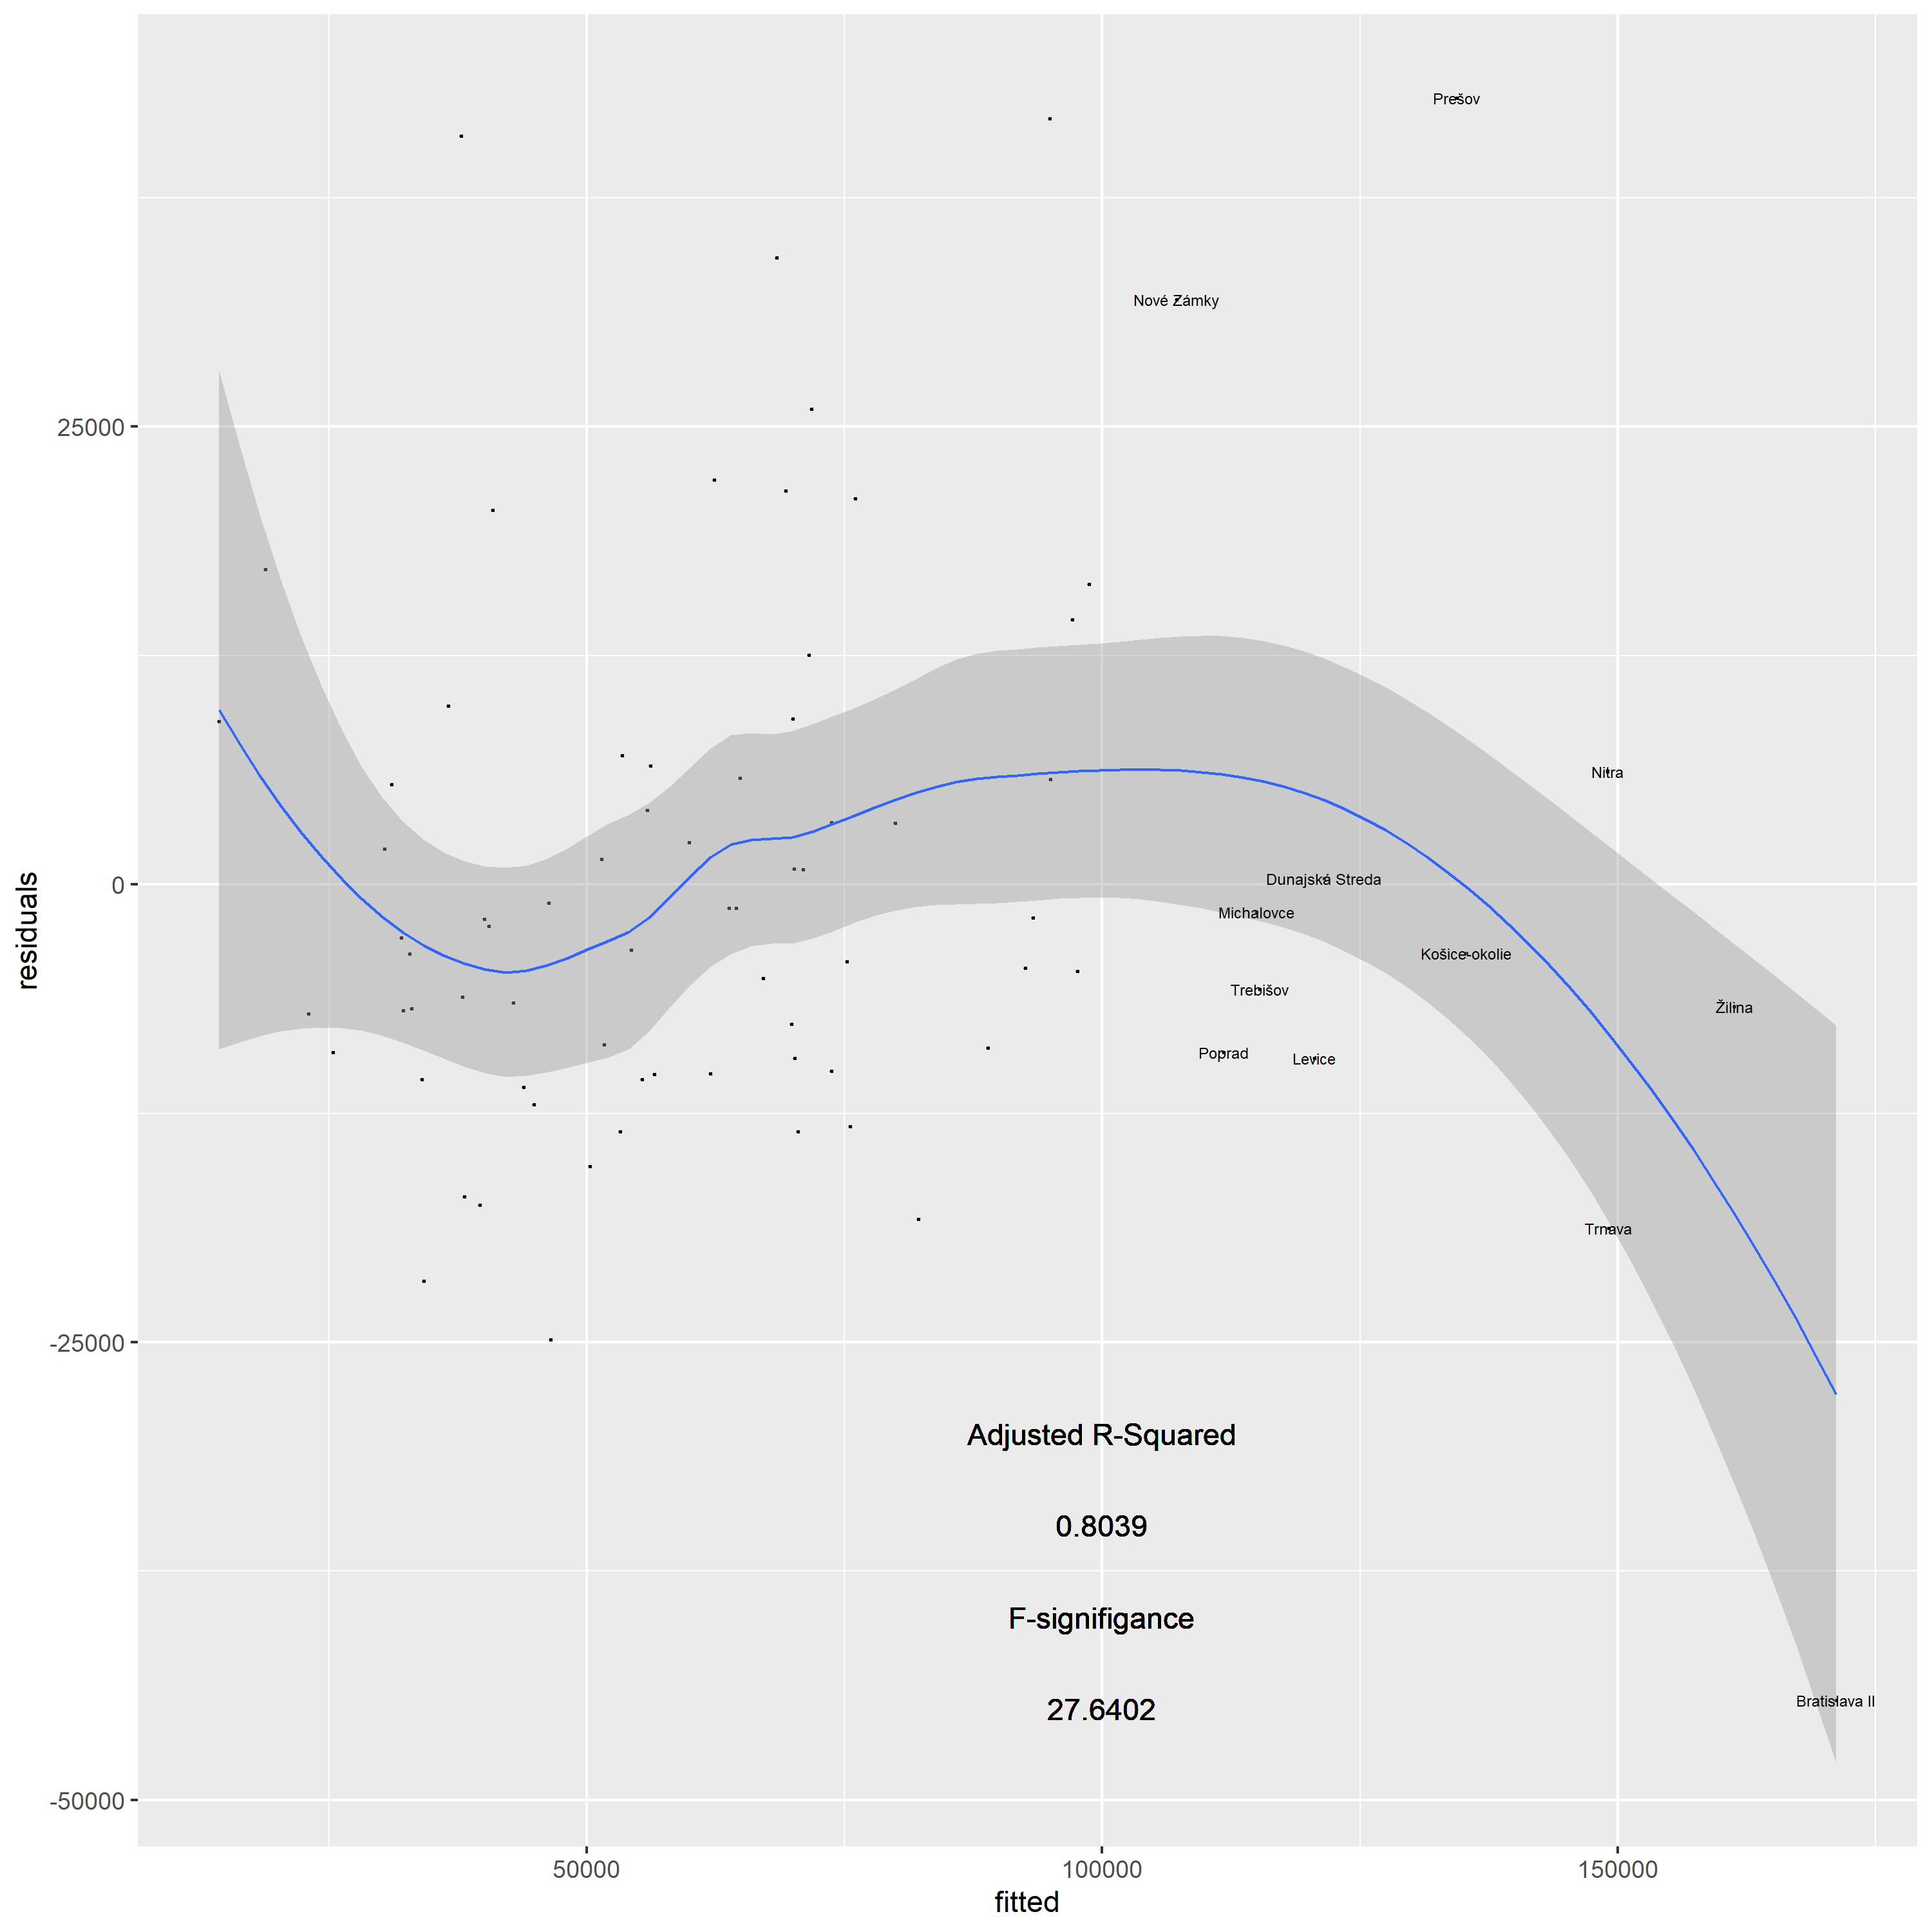 Prešov
Nové Zámky
25000
Nitra
0
Dunajská Streda
Michalovce
Košice-okolie
Trebišov
Žilina
Poprad
Levice
Trnava
-25000
Adjusted R-Squared
0.8039
F-signifigance
27.6402
Bratislava II
-50000
50000
100000
150000
fitted
residuals